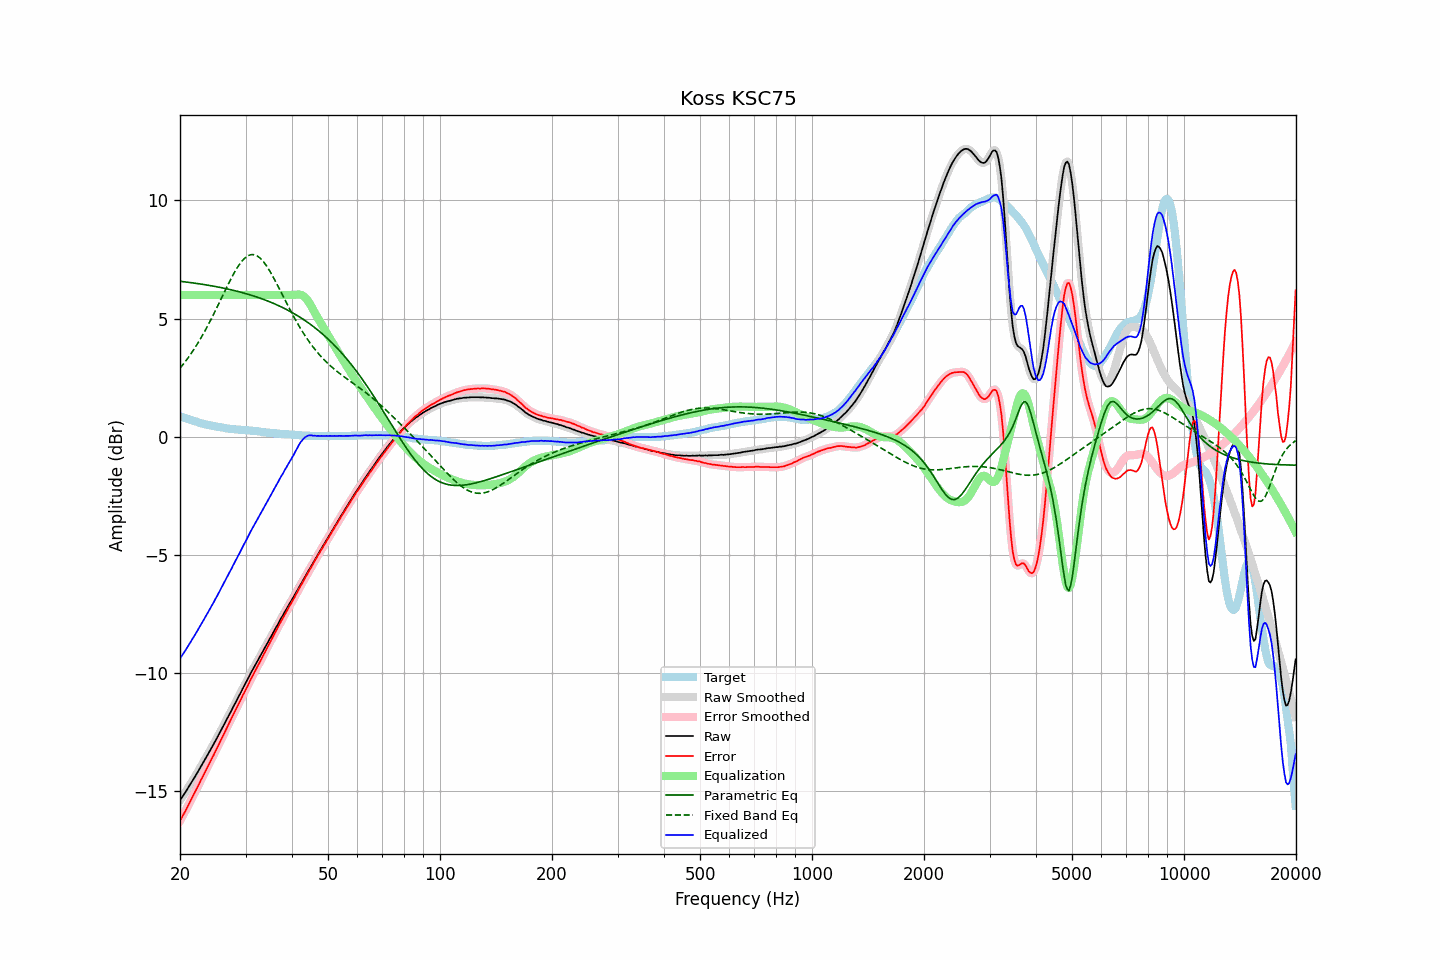 Koss KSC75
Amplitude (dBr)
10
5
0
−5
−10
−15
Target
Raw Smoothed
Error Smoothed
Raw
Error
Equalization
Parametric Eq
Fixed Band Eq
Equalized
20 50 100 200 500 1000 2000 5000 10000 20000
Frequency (Hz)